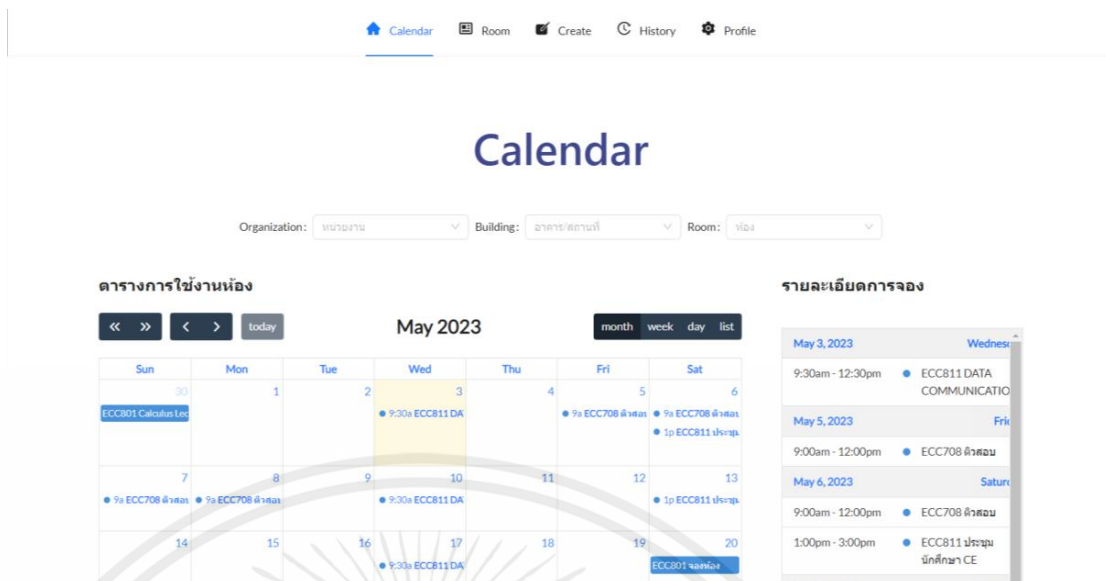 Calendar Room Create History Profile
Calendar
Organization: หน่วยงาน Building: อาคาร/สถานที่ Room: ห้อง
ตารางการใช้งานห้อง
รายละเอียดการจอง
« » < > today May 2023 month week day list
Sun Mon Tue Wed Thu Fri Sat
30 1 2 3 4 5 6
ECC801 Calculus Lec 9:30a ECC811 DA 9a ECC708 ติวสอบ 9a ECC708 ติวสอบ
1p ECC811 ประชุม
7 8 9 10 11 12 13
9a ECC708 ติวสอบ 9a ECC708 ติวสอบ 9:30a ECC811 DA 1p ECC811 ประชุม
14 15 16 17 18 19 20
9:30a ECC811 DA ECC801 จองห้อง
May 3, 2023 Wednesd
9:30am - 12:30pm ECC811 DATA
COMMUNICATIO
May 5, 2023 Frid
9:00am - 12:00pm ECC708 ติวสอบ
May 6, 2023 Saturd
9:00am - 12:00pm ECC708 ติวสอบ
1:00pm - 3:00pm ECC811 ประชุม
นักศึกษา CE